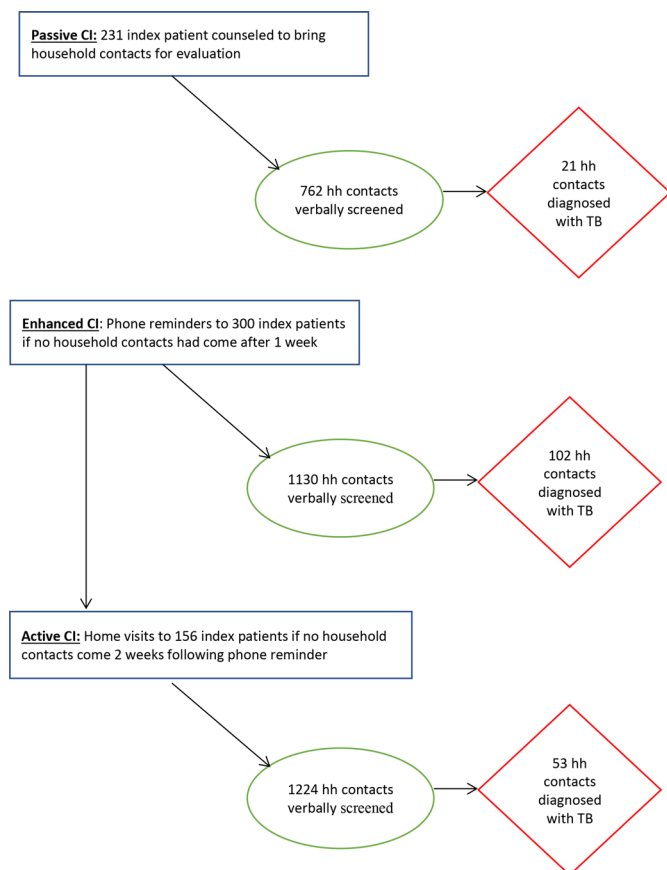 Passive CI: 231 index patient counseled to bring
household contacts for evaluation
762 hh contacts
verbally screened
21 hh
contacts
diagnosed
with TB
Enhanced CI: Phone reminders to 300 index patients
if no household contacts had come after 1 week
1130 hh contacts
verbally screened
102 hh
contacts
diagnosed
with TB
Active CI: Home visits to 156 index patients if no household
contacts come 2 weeks following phone reminder
1224 hh contacts
verbally screened
53 hh
contacts
diagnosed
with TB